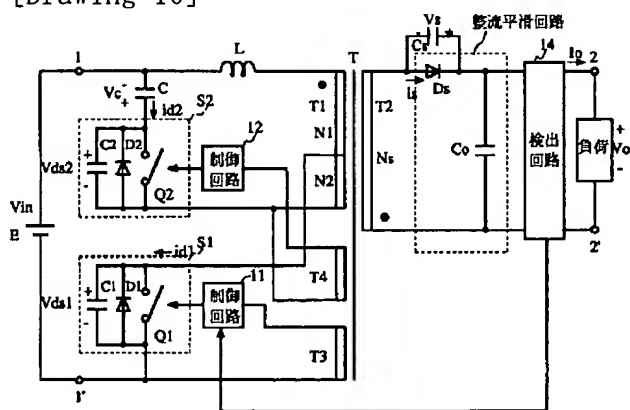 [Drawing 10]
1
L
T
Vs
Cs
整流平滑回路
14
Io
2
Vc
C
id2
S2
is
Ds
T1
T2
N1
Ns
12
制御
回路
C2
D2
Vds2
Q2
N2
Co
検出
回路
負荷
Vo
Vin
E
id1
S1
T4
2'
C1
D1
11
制御
回路
Vds1
Q1
T3
1'